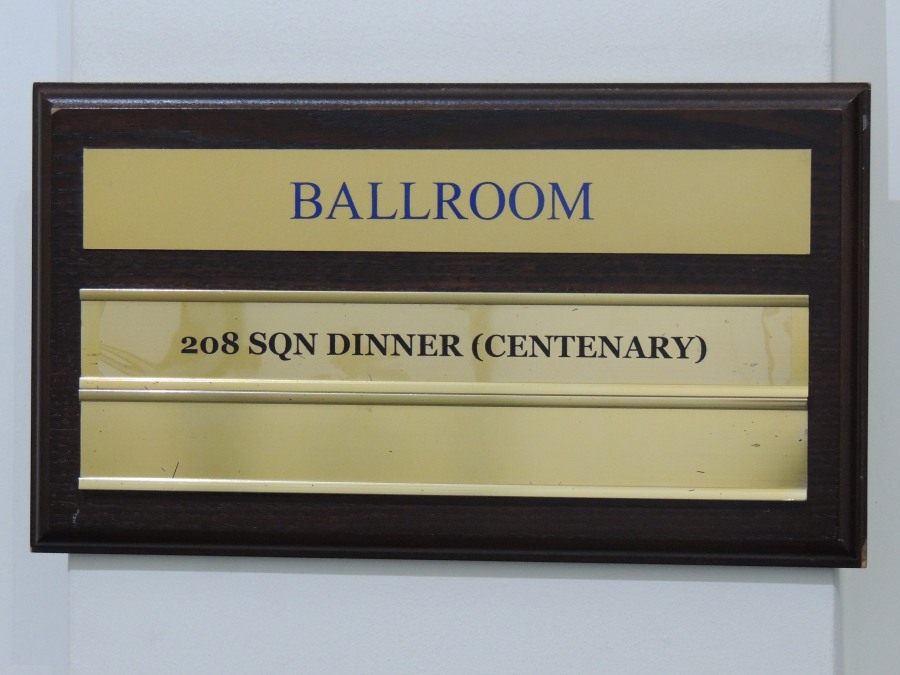 BALLROOM
208 SQN DINNER (CENTENARY)